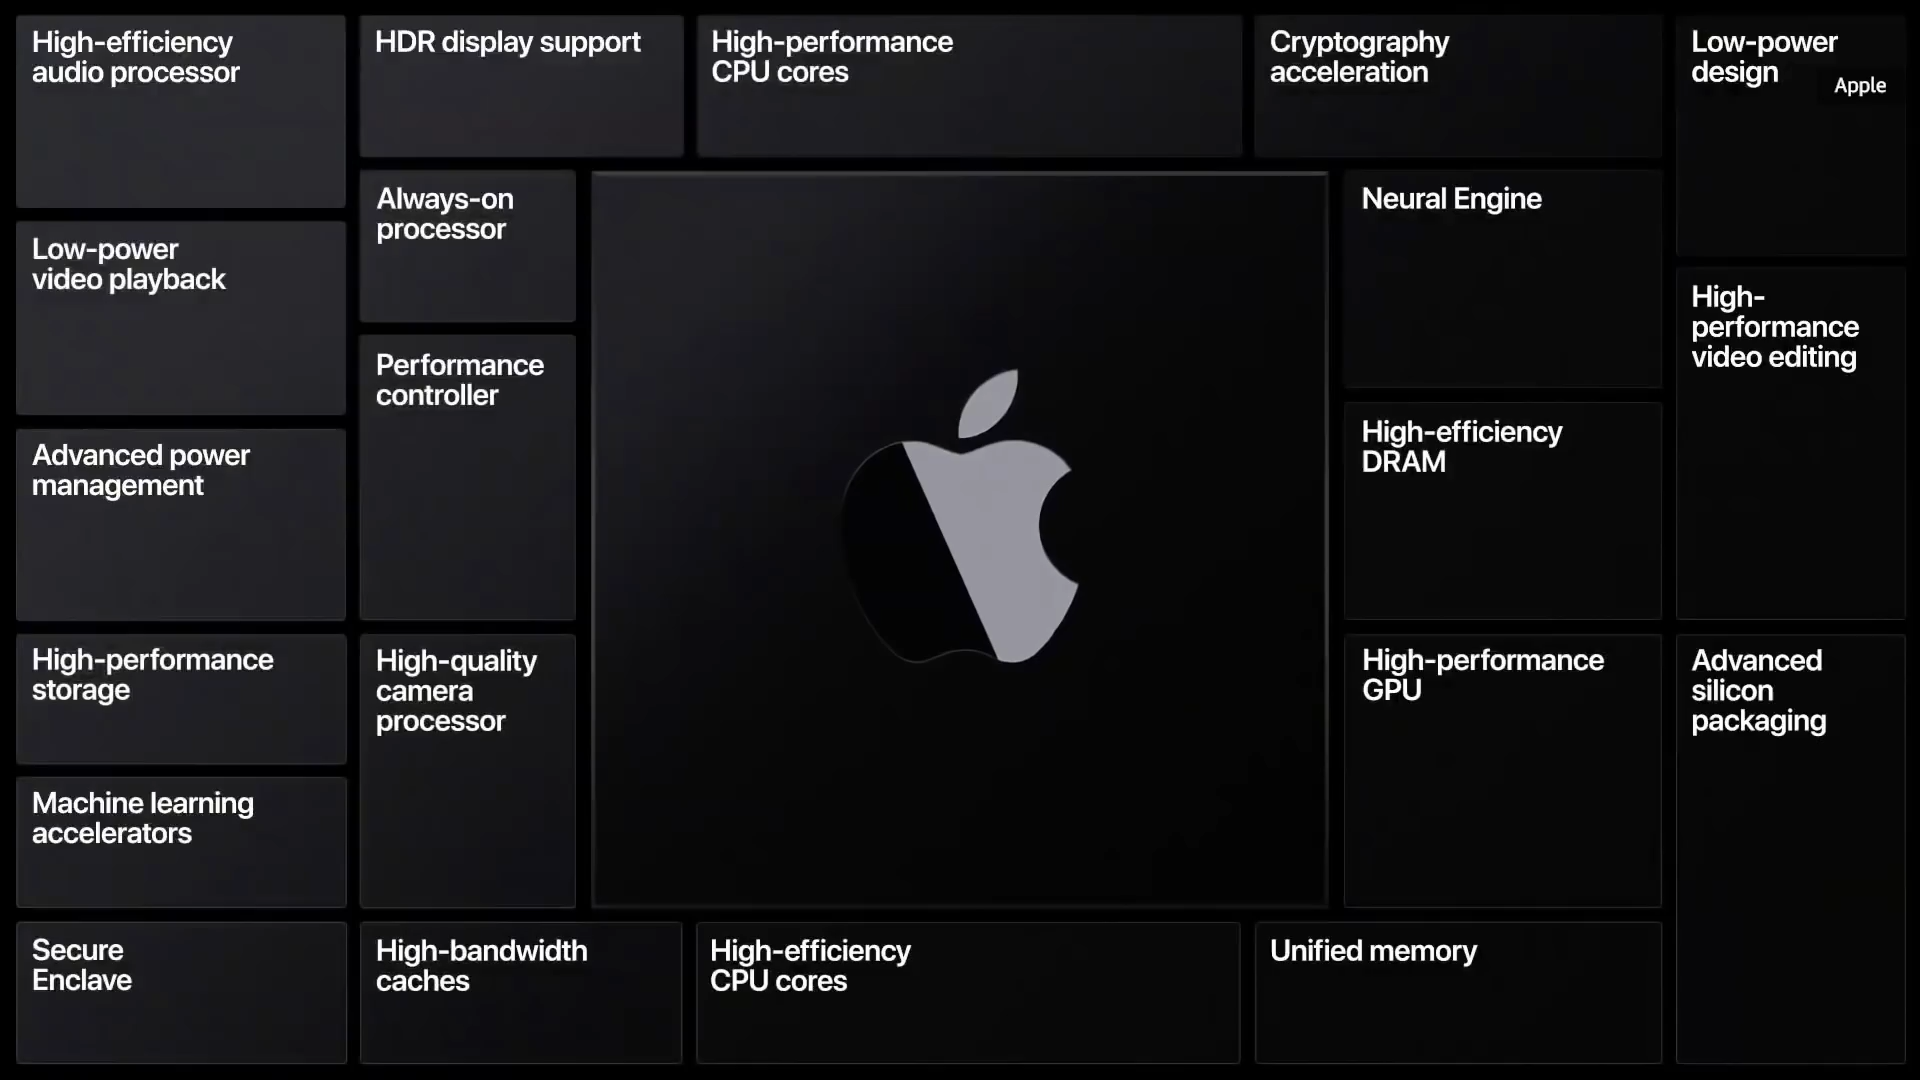 High-efficiency
audio processor
HDR display support
High-performance
CPU cores
Cryptography
acceleration
Low-power
design
Apple
Low-power
video playback
Always-on
processor
Neural Engine
High-
performance
video editing
Performance
controller
Advanced power
management
High-efficiency
DRAM
High-performance
storage
High-quality
camera
processor
High-performance
GPU
Advanced
silicon
packaging
Machine learning
accelerators
Secure
Enclave
High-bandwidth
caches
High-efficiency
CPU cores
Unified memory